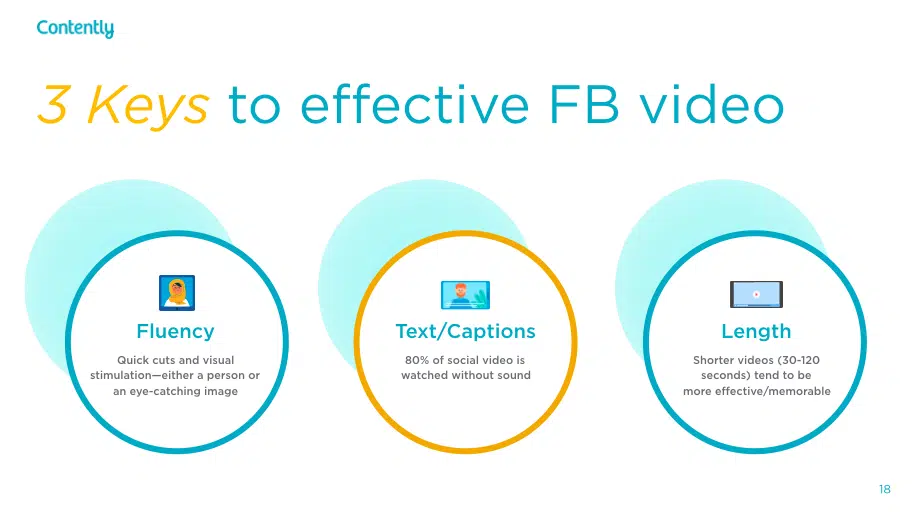 Contently
3 Keys to effective FB video
Fluency
Quick cuts and visual
stimulation—either a person or
an eye-catching image
Text/Captions
80% of social video is
watched without sound
Length
Shorter videos (30-120
seconds) tend to be
more effective/memorable
18